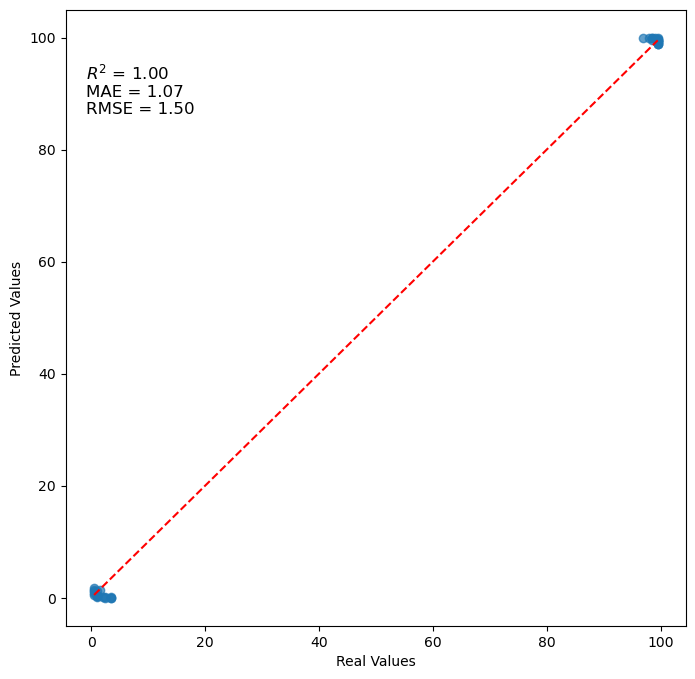 100
80
60
40
20
0
R² = 1.00
MAE = 1.07
RMSE = 1.50
Predicted Values
0 20 40 60 80 100
Real Values